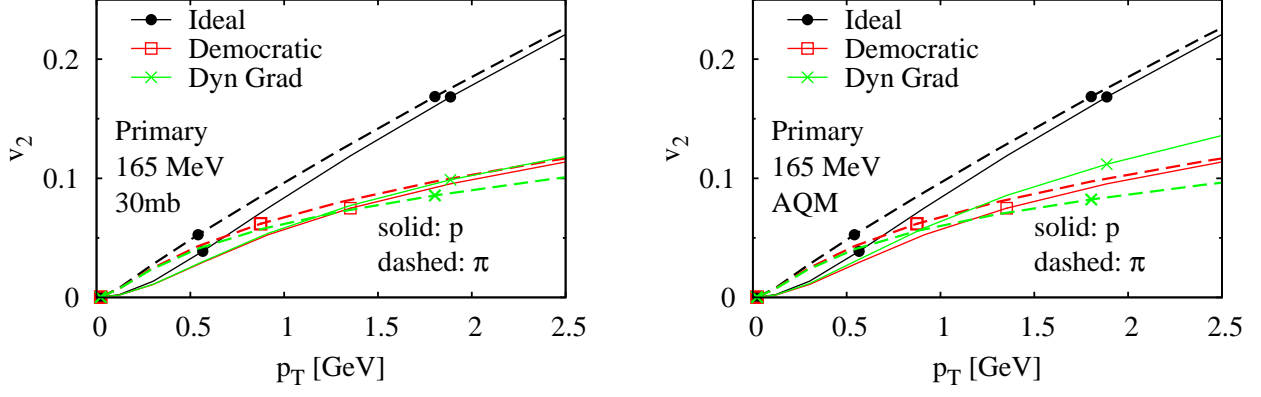 Ideal
Democratic
Dyn Grad
Primary
165 MeV
30mb
solid: p
dashed: π
v2
0.2
0.1
0
0 0.5 1 1.5 2 2.5
pT [GeV]
Ideal
Democratic
Dyn Grad
Primary
165 MeV
AQM
solid: p
dashed: π
v2
0.2
0.1
0
0 0.5 1 1.5 2 2.5
pT [GeV]